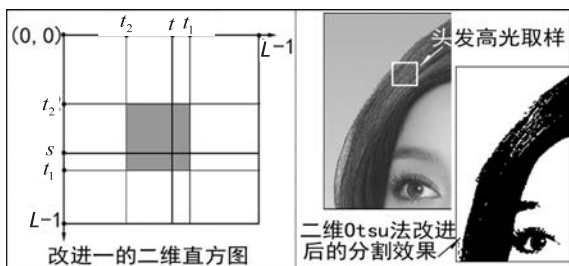 t2 t t1
(0, 0)
L-1
t2
s
t1
L-1
改进一的二维直方图
头发高光取样
二维Otsu法改进
后的分割效果